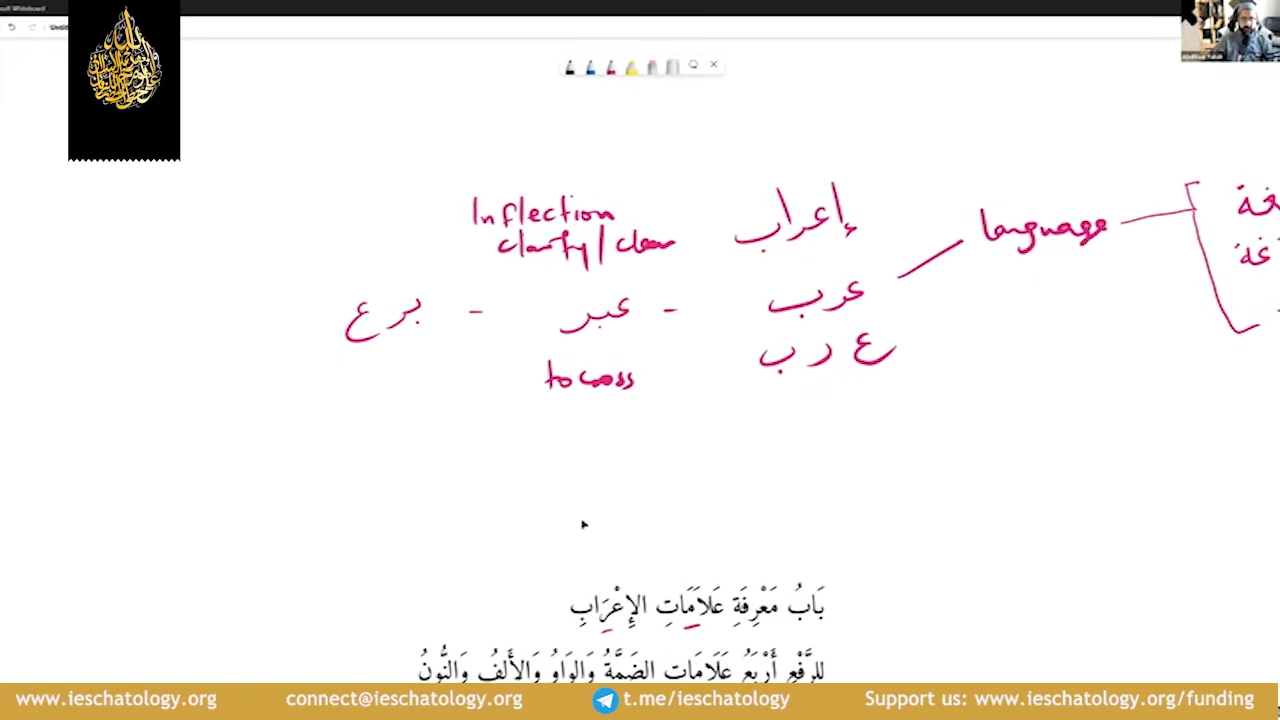 Inflection إعراب
clarity/clear
language
عرب - عبر - برع
ع ر ب
to cross
بَابُ مَعْرِفَةِ عَلَامَاتِ الإِعْرَابِ
لِلرَّفْعِ أَرْبَعُ عَلَامَاتٍ الضَمَّةُ وَالوَاوُ وَالأَلِفُ وَالنُّونُ
www.ieschatology.org connect@ieschatology.org t.me/ieschatology Support us: www.ieschatology.org/funding